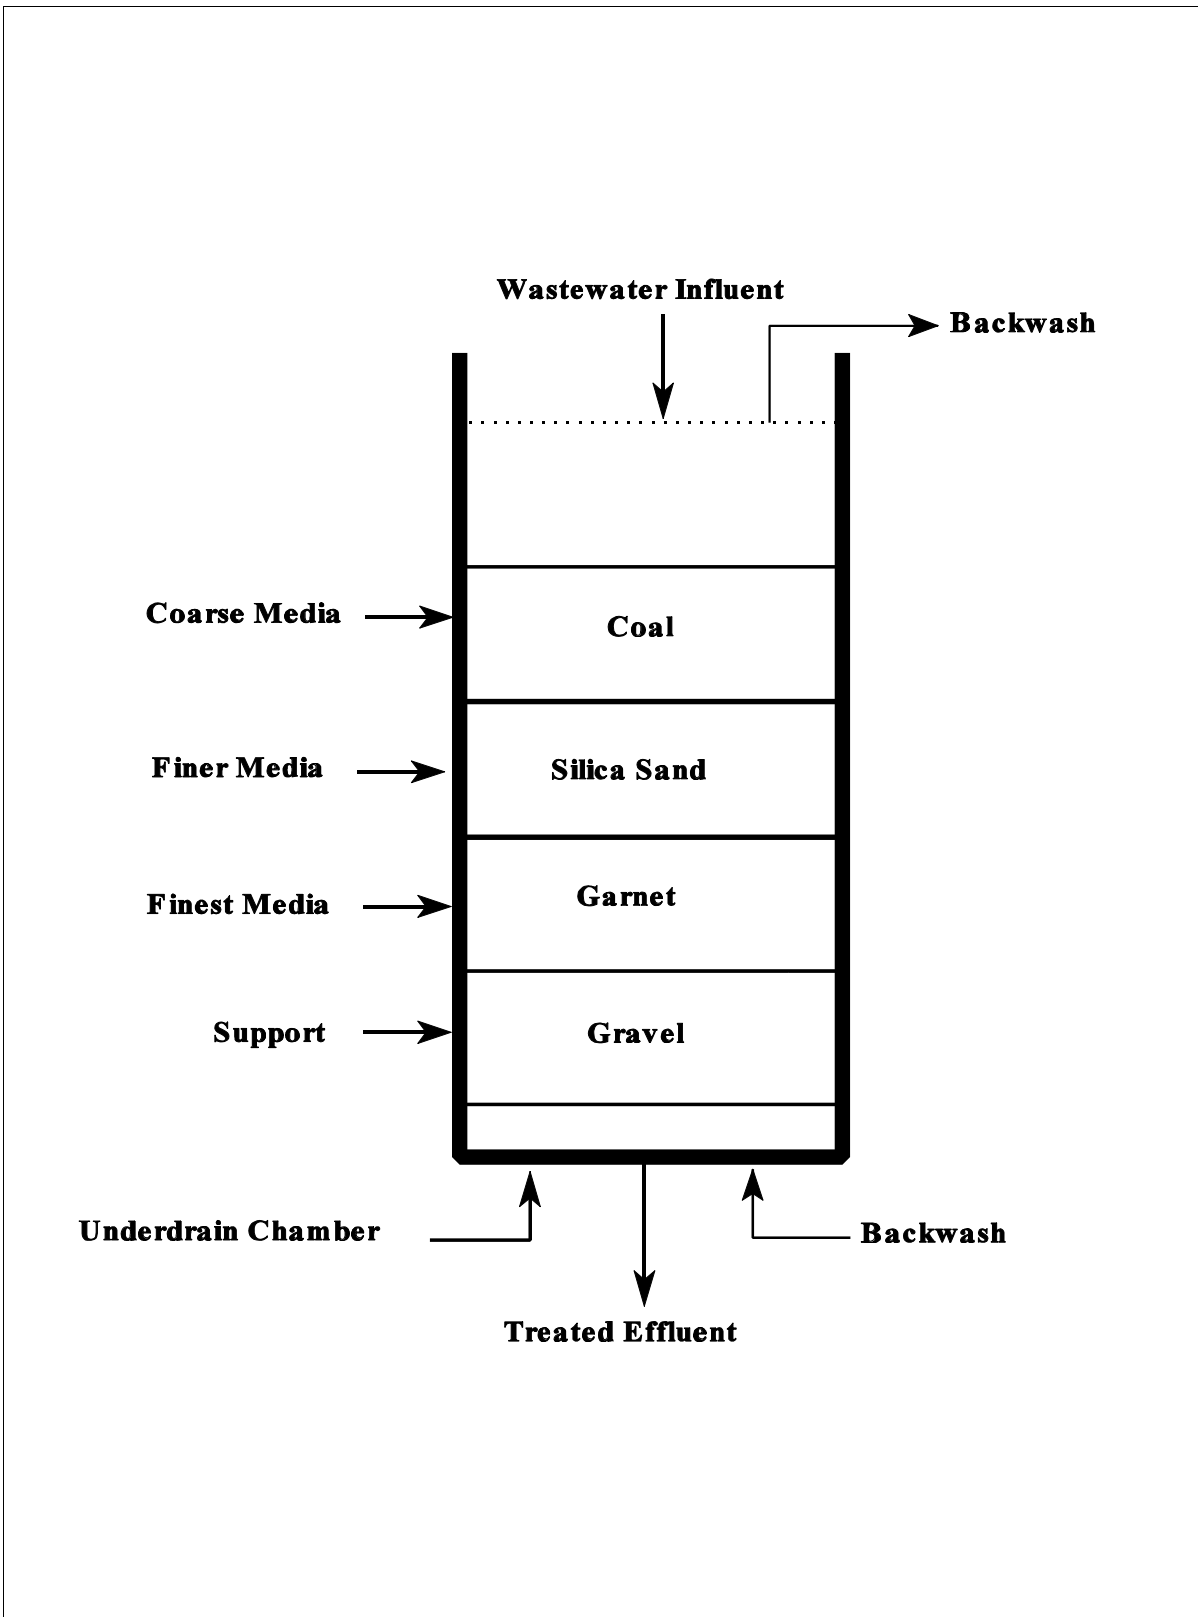 Wastewater Influent
Backwash
Coarse Media
Coal
Finer Media
Silica Sand
Finest Media
Garnet
Support
Gravel
Underdrain Chamber
Backwash
Treated Effluent